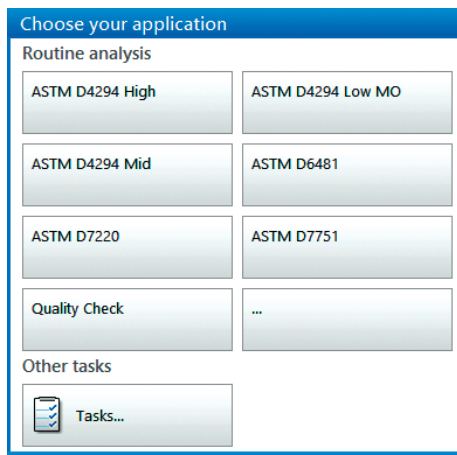 Choose your application
Routine analysis
ASTM D4294 High
ASTM D4294 Low MO
ASTM D4294 Mid
ASTM D6481
ASTM D7220
ASTM D7751
Quality Check
...
Other tasks
Tasks...